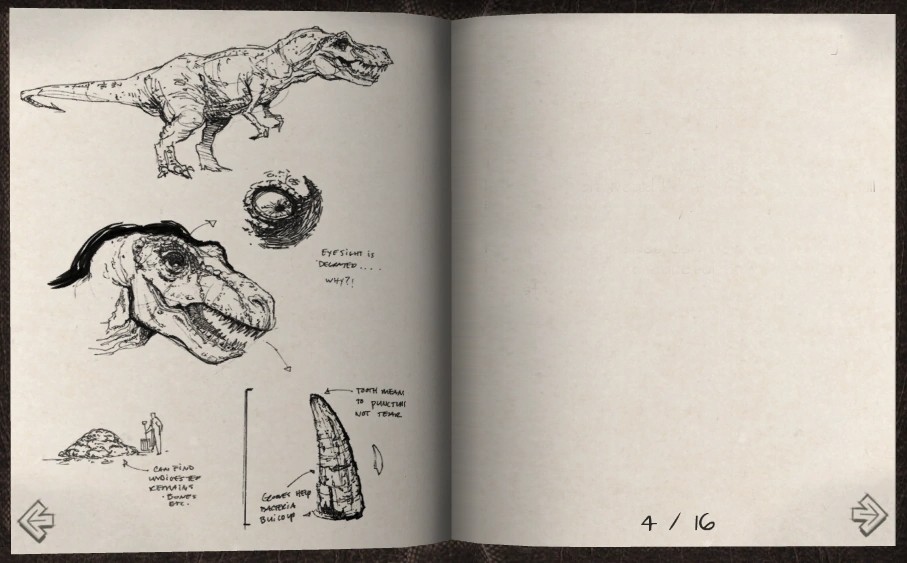 EYESIGHT IS
DEGRADED....
WHY?!
TOOTH MEAN
TO PUNCTURE
NOT TEAR
CAN FIND
UNDIGESTED
REMAINS
BONES
ETC.
GROOVES HELP
BACTERIA
BUILDUP
4 / 16